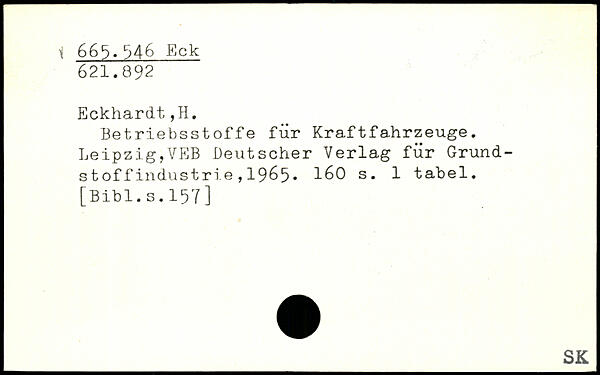 665.546 Eck
621.892
Eckhardt,H.
Betriebsstoffe für Kraftfahrzeuge.
Leipzig,VEB Deutscher Verlag für Grund-
stoffindustrie,1965. 160 s. 1 tabel.
[Bibl.s.157]
SK